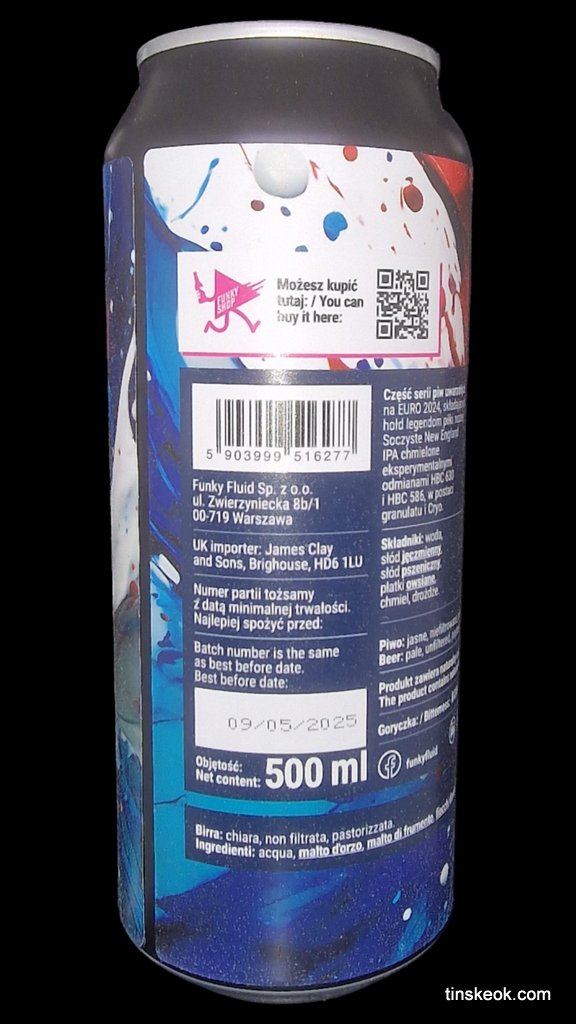 FUNKY
SHOP
Możesz kupić
tutaj: / You can
buy it here:
5 903999 516277
Funky Fluid Sp. z o.o.
ul. Zwierzyniecka 8b/1
00-719 Warszawa
UK importer: James Clay
and Sons, Brighouse, HD6 1LU
Numer partii tożsamy
z datą minimalnej trwałości.
Najlepiej spożyć przed:
Batch number is the same
as best before date.
Best before date:
09/05/2025
Objętość:
Net content: 500 ml
Część serii piw
na EURO 2024,
hołd legendom piłki
Soczyste New England
IPA chmielone
eksperymentalnymi
odmianami HBC 630
i HBC 586, w postaci
granulatu i Cryo.
Składniki: woda,
słód jęczmienny,
słód pszeniczny,
płatki owsiane,
chmiel, drożdże.
Piwo: jasne,
Beer: pale, unfiltered,
Produkt zawiera
The product contains
Goryczka: / Bitterness:
funkyfluid
Birra: chiara, non filtrata, pastorizzata.
Ingredienti: acqua, malto d'orzo, malto di frumento, fiocchi
tinskeok.com